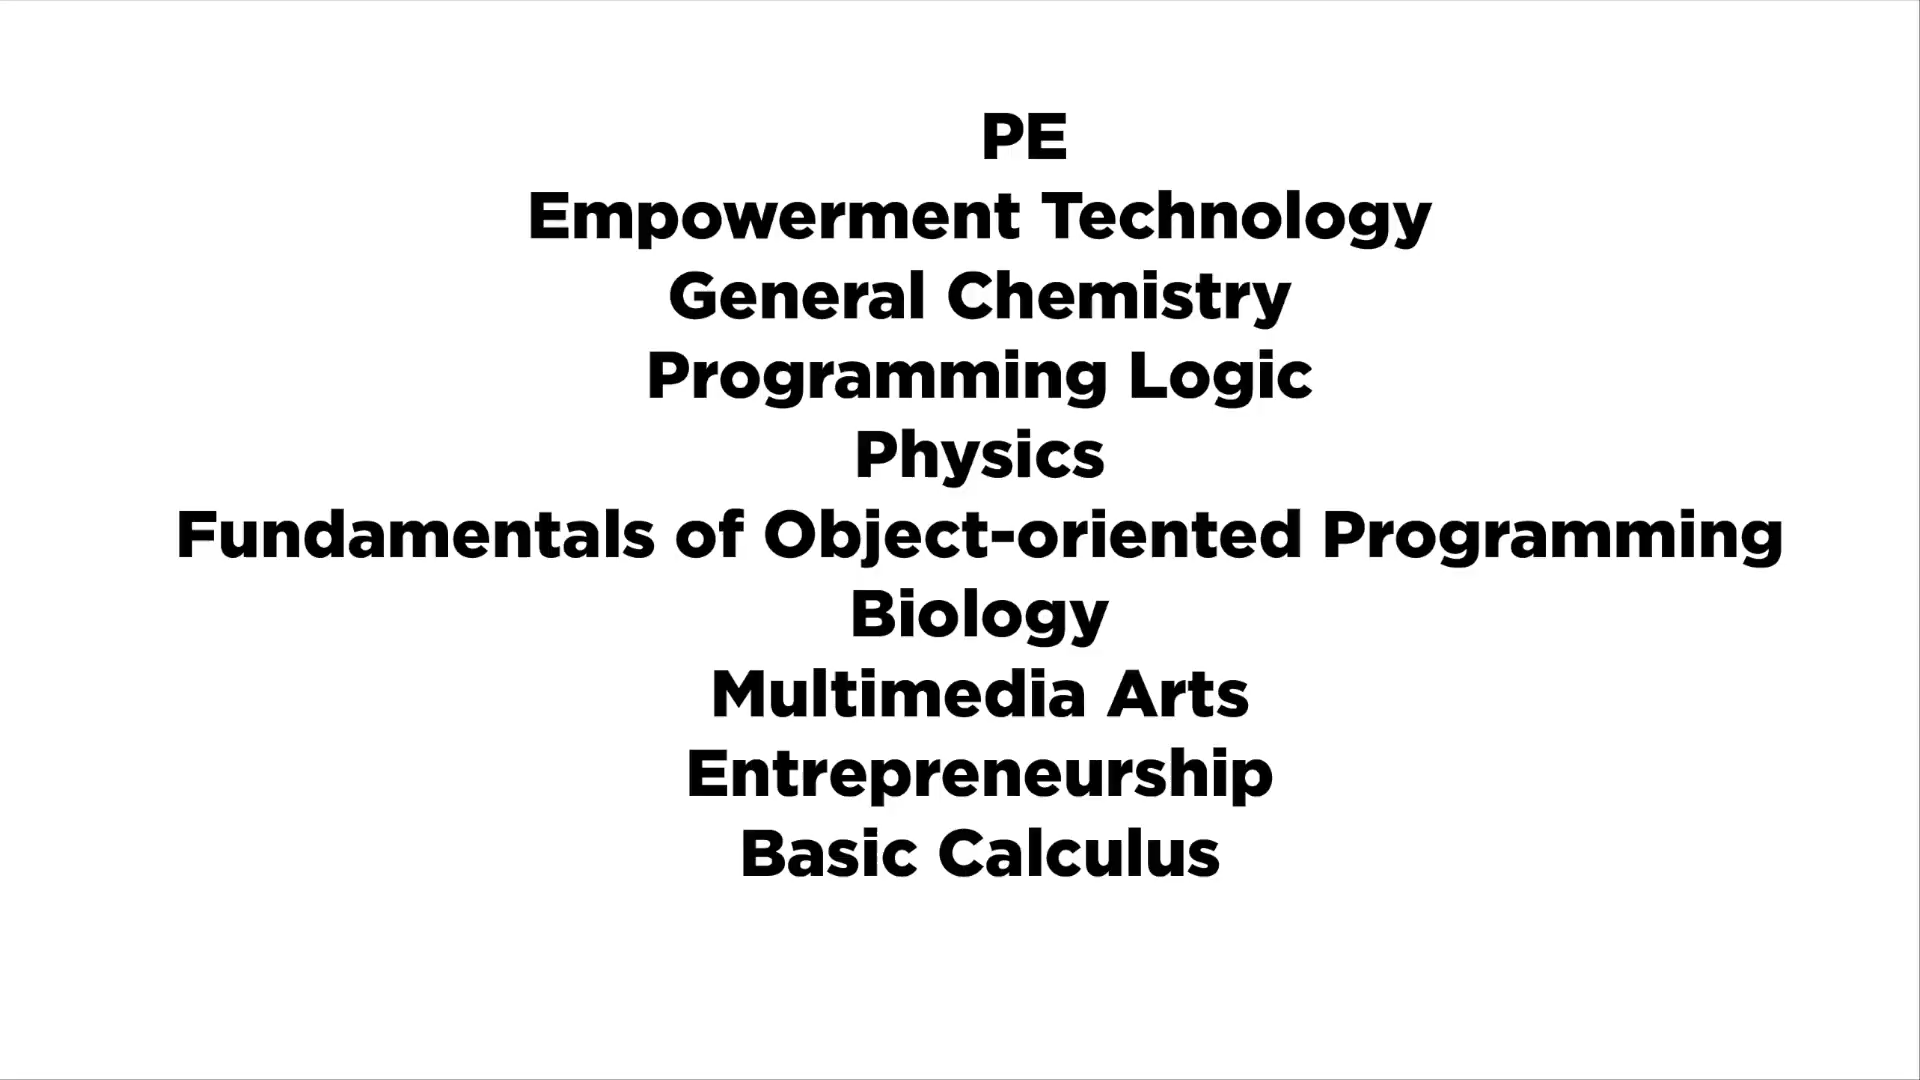 PE
Empowerment Technology
General Chemistry
Programming Logic
Physics
Fundamentals of Object-oriented Programming
Biology
Multimedia Arts
Entrepreneurship
Basic Calculus